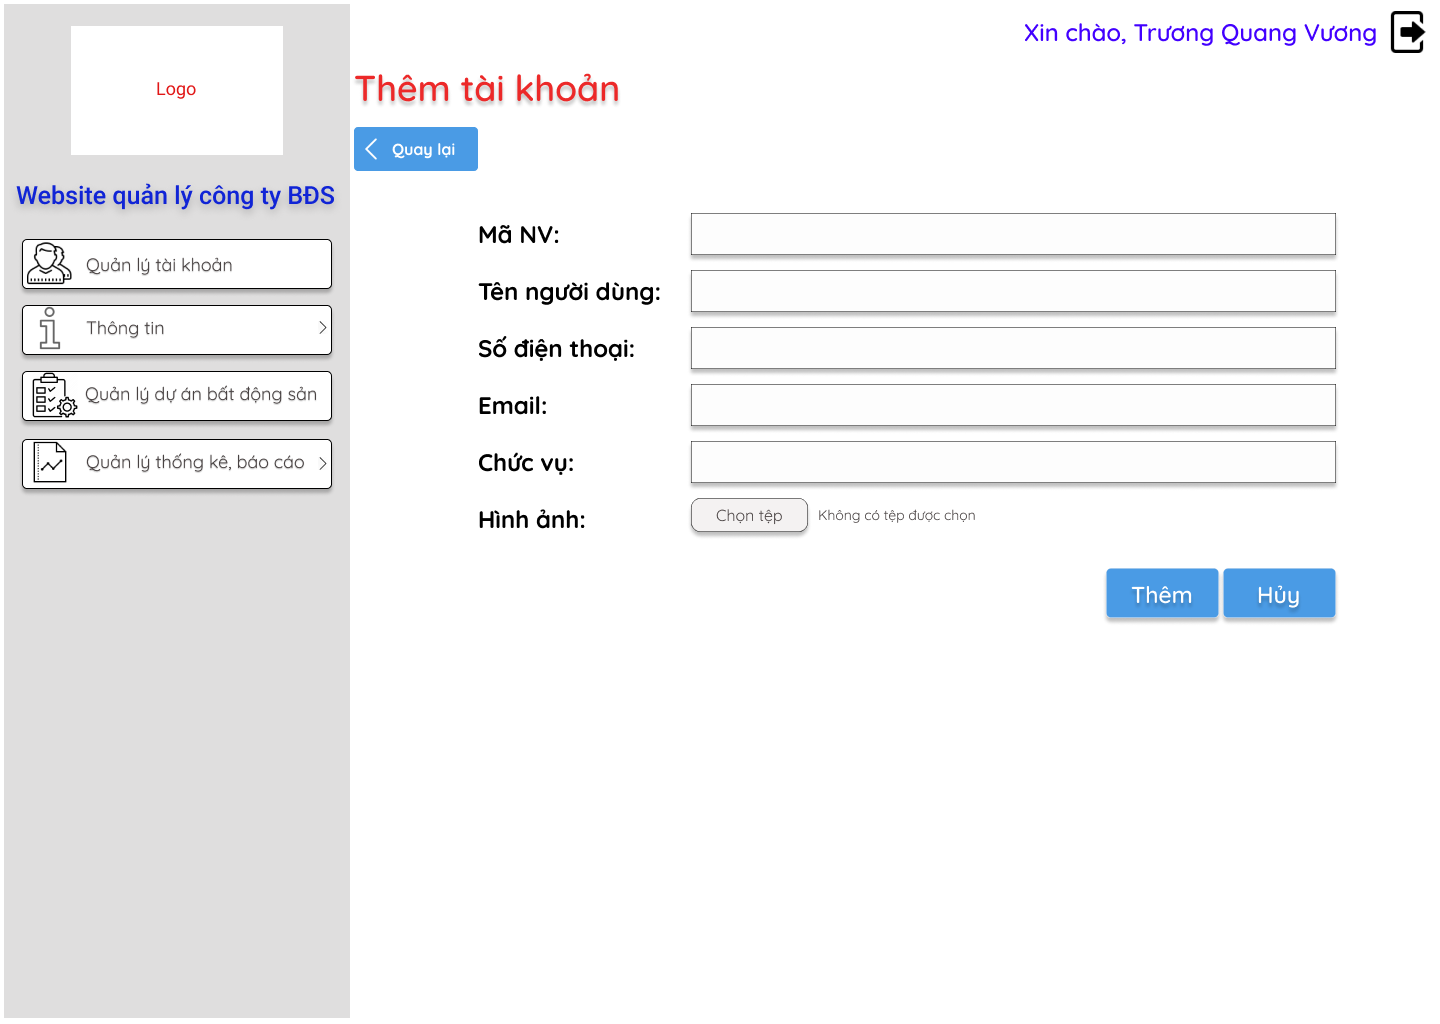 Logo
Website quản lý công ty BĐS
Quản lý tài khoản
Thông tin
Quản lý dự án bất động sản
Quản lý thống kê, báo cáo
Xin chào, Trương Quang Vương
Thêm tài khoản
Quay lại
Mã NV:
Tên người dùng:
Số điện thoại:
Email:
Chức vụ:
Hình ảnh: Chọn tệp Không có tệp được chọn
Thêm Hủy